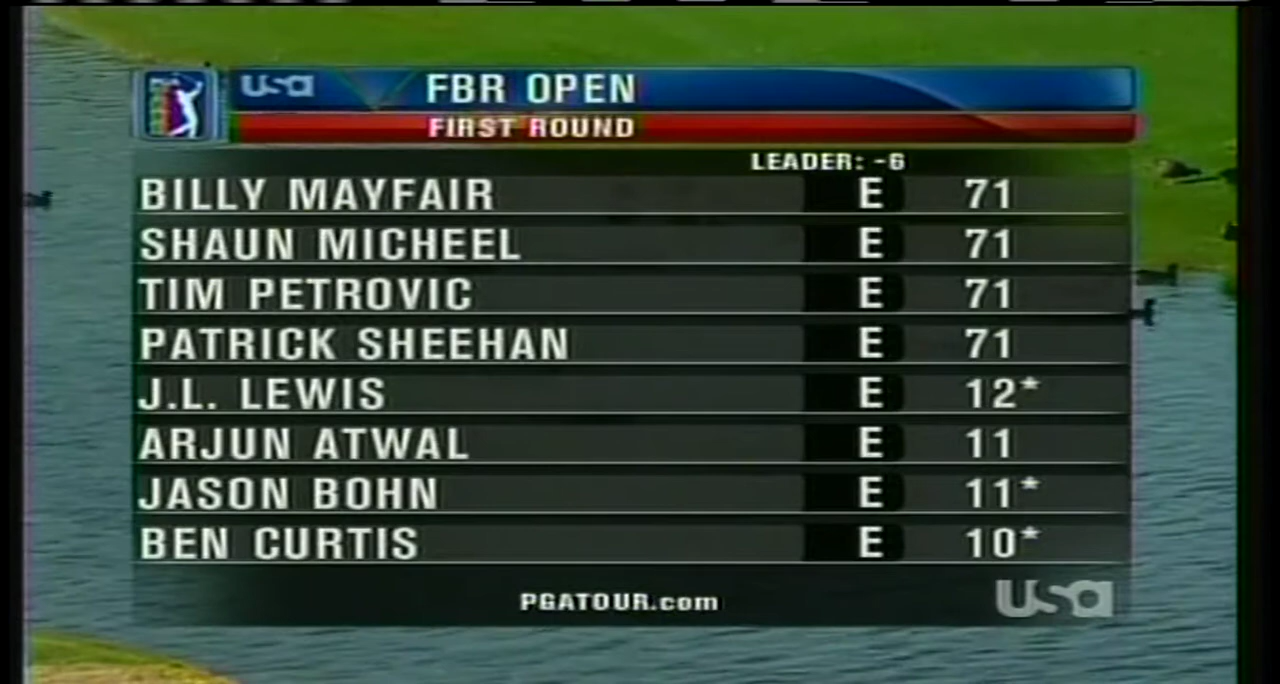 usa FBR OPEN
FIRST ROUND
LEADER: -6
BILLY MAYFAIR E 71
SHAUN MICHEEL E 71
TIM PETROVIC E 71
PATRICK SHEEHAN E 71
J.L. LEWIS E 12*
ARJUN ATWAL E 11
JASON BOHN E 11*
BEN CURTIS E 10*
PGATOUR.com usa